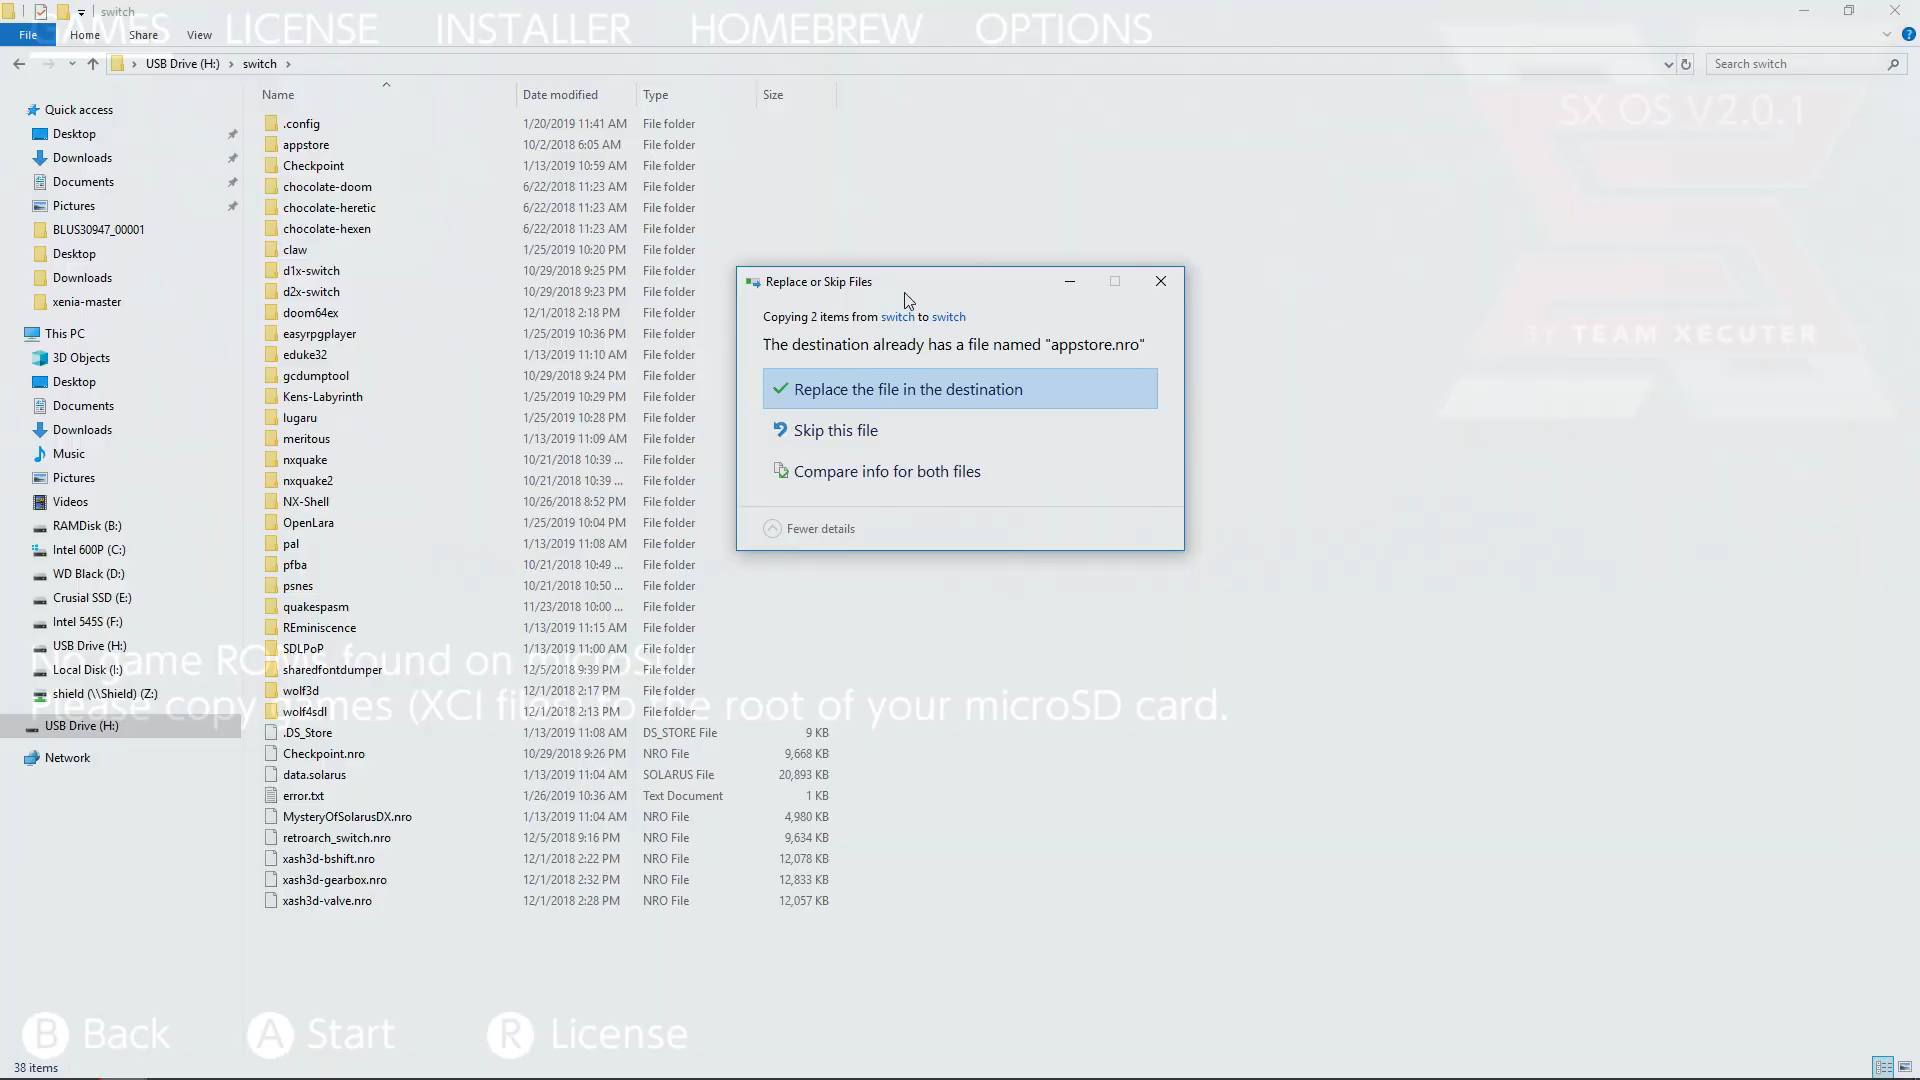 switch
GAMES LICENSE INSTALLER HOMEBREW OPTIONS
File Home Share View
USB Drive (H:) switch
Search switch
SX OS V2.0.1
BY TEAM XECUTER
Quick access
Desktop
Downloads
Documents
Pictures
BLUS30947_00001
Desktop
Downloads
xenia-master
This PC
3D Objects
Desktop
Documents
Downloads
Music
Pictures
Videos
RAMDisk (B:)
Intel 600P (C:)
WD Black (D:)
Crusial SSD (E:)
Intel 545S (F:)
USB Drive (H:)
Local Disk (I:)
shield (\\Shield) (Z:)
USB Drive (H:)
Network
Name Date modified Type Size
.config 1/20/2019 11:41 AM File folder
appstore 10/2/2018 6:05 AM File folder
Checkpoint 1/13/2019 10:59 AM File folder
chocolate-doom 6/22/2018 11:23 AM File folder
chocolate-heretic 6/22/2018 11:23 AM File folder
chocolate-hexen 6/22/2018 11:23 AM File folder
claw 1/25/2019 10:20 PM File folder
d1x-switch 10/29/2018 9:25 PM File folder
d2x-switch 10/29/2018 9:23 PM File folder
doom64ex 12/1/2018 2:18 PM File folder
easyrpgplayer 1/25/2019 10:36 PM File folder
eduke32 1/13/2019 11:10 AM File folder
gcdumptool 10/29/2018 9:24 PM File folder
Kens-Labyrinth 1/25/2019 10:29 PM File folder
lugaru 1/25/2019 10:28 PM File folder
meritous 1/13/2019 11:09 AM File folder
nxquake 10/21/2018 10:39 ... File folder
nxquake2 10/21/2018 10:39 ... File folder
NX-Shell 10/26/2018 8:52 PM File folder
OpenLara 1/25/2019 10:04 PM File folder
pal 1/13/2019 11:08 AM File folder
pfba 10/21/2018 10:49 ... File folder
psnes 10/21/2018 10:50 ... File folder
quakespasm 11/23/2018 10:00 ... File folder
REminiscence 1/13/2019 11:15 AM File folder
SDLPoP 1/13/2019 11:00 AM File folder
sharedfontdumper 12/5/2018 9:39 PM File folder
wolf3d 12/1/2018 2:17 PM File folder
wolf4sdl 12/1/2018 2:13 PM File folder
.DS_Store 1/13/2019 11:08 AM DS_STORE File 9 KB
Checkpoint.nro 10/29/2018 9:26 PM NRO File 9,668 KB
data.solarus 1/13/2019 11:04 AM SOLARUS File 20,893 KB
error.txt 1/26/2019 10:36 AM Text Document 1 KB
MysteryOfSolarusDX.nro 1/13/2019 11:04 AM NRO File 4,980 KB
retroarch_switch.nro 12/5/2018 9:16 PM NRO File 9,634 KB
xash3d-bshift.nro 12/1/2018 2:22 PM NRO File 12,078 KB
xash3d-gearbox.nro 12/1/2018 2:32 PM NRO File 12,833 KB
xash3d-valve.nro 12/1/2018 2:28 PM NRO File 12,057 KB
Replace or Skip Files
Copying 2 items from switch to switch
The destination already has a file named "appstore.nro"
Replace the file in the destination
Skip this file
Compare info for both files
Fewer details
No game ROMs found on microSD!
Please copy games (XCI files) to the root of your microSD card.
B Back A Start R License
38 items